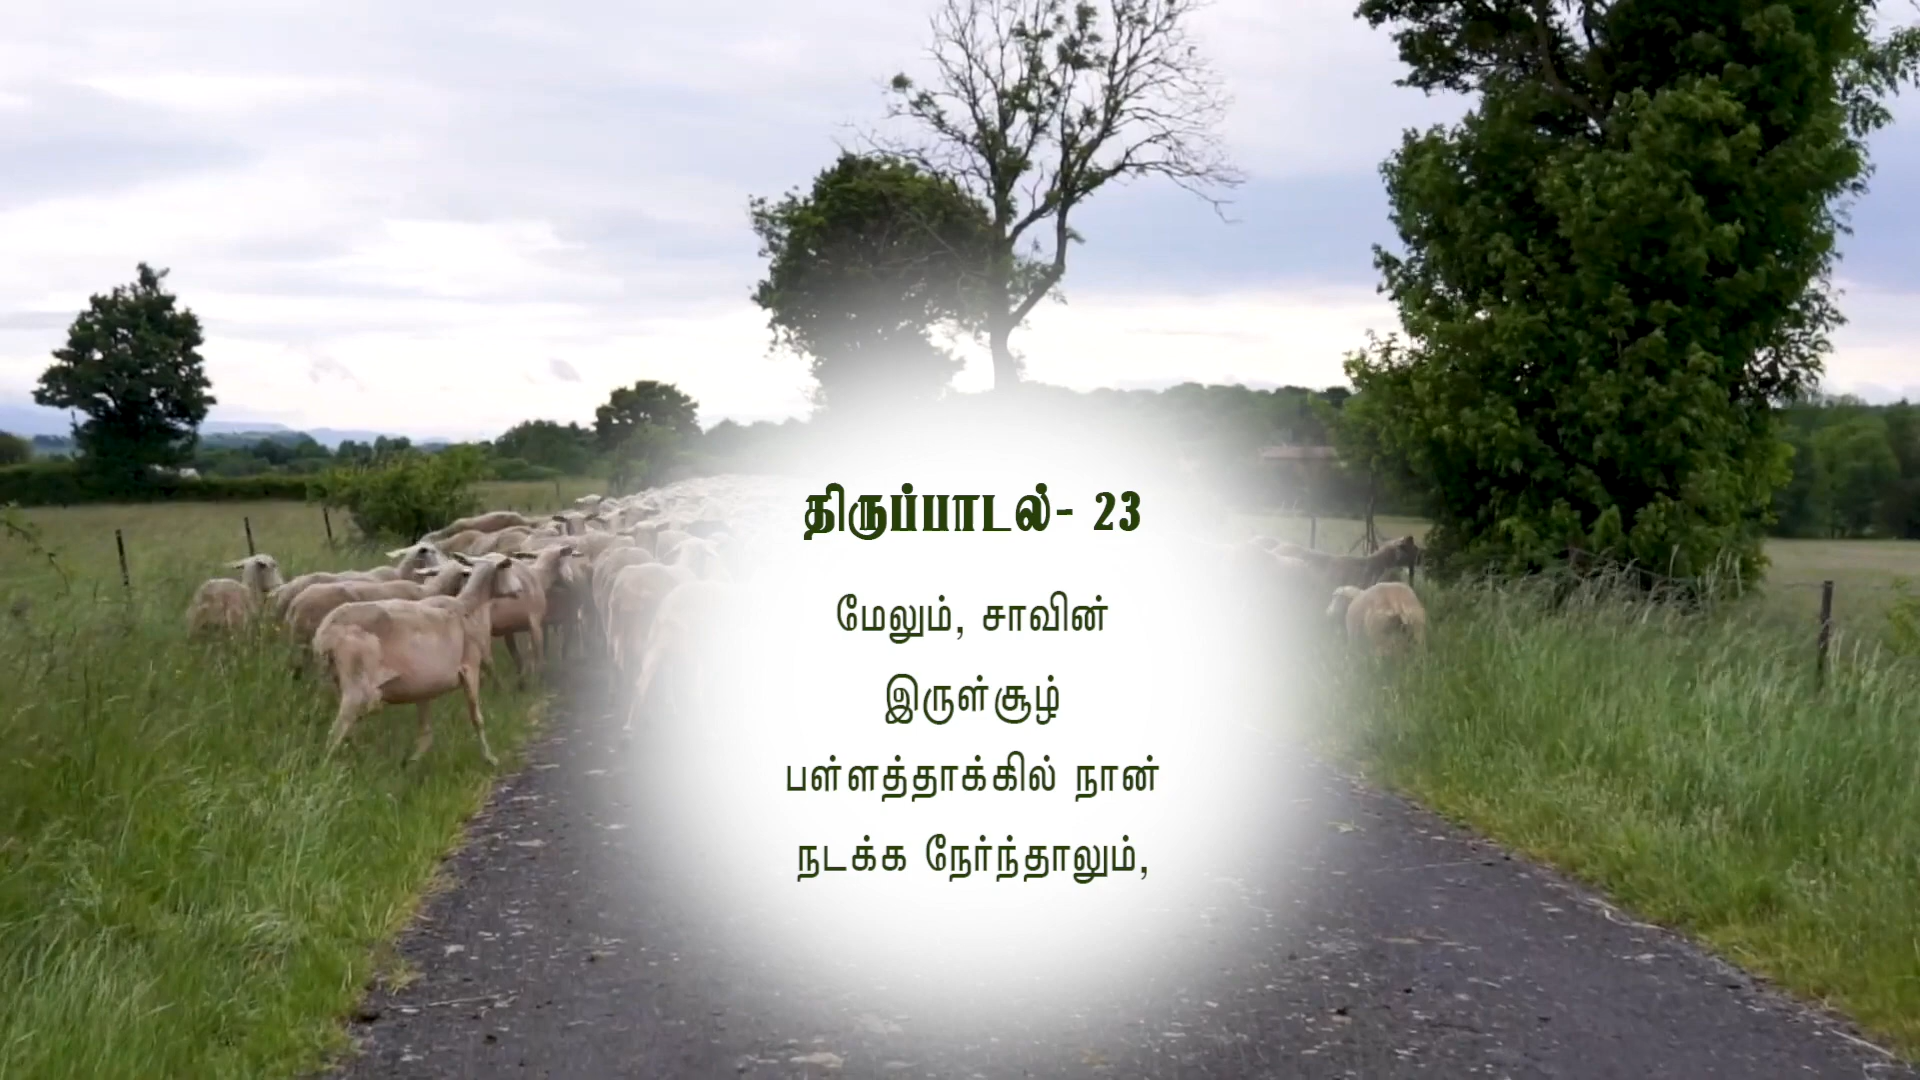 திருப்பாடல்- 23
மேலும், சாவின்
இருள்சூழ்
பள்ளத்தாக்கில் நான்
நடக்க நேர்ந்தாலும்,